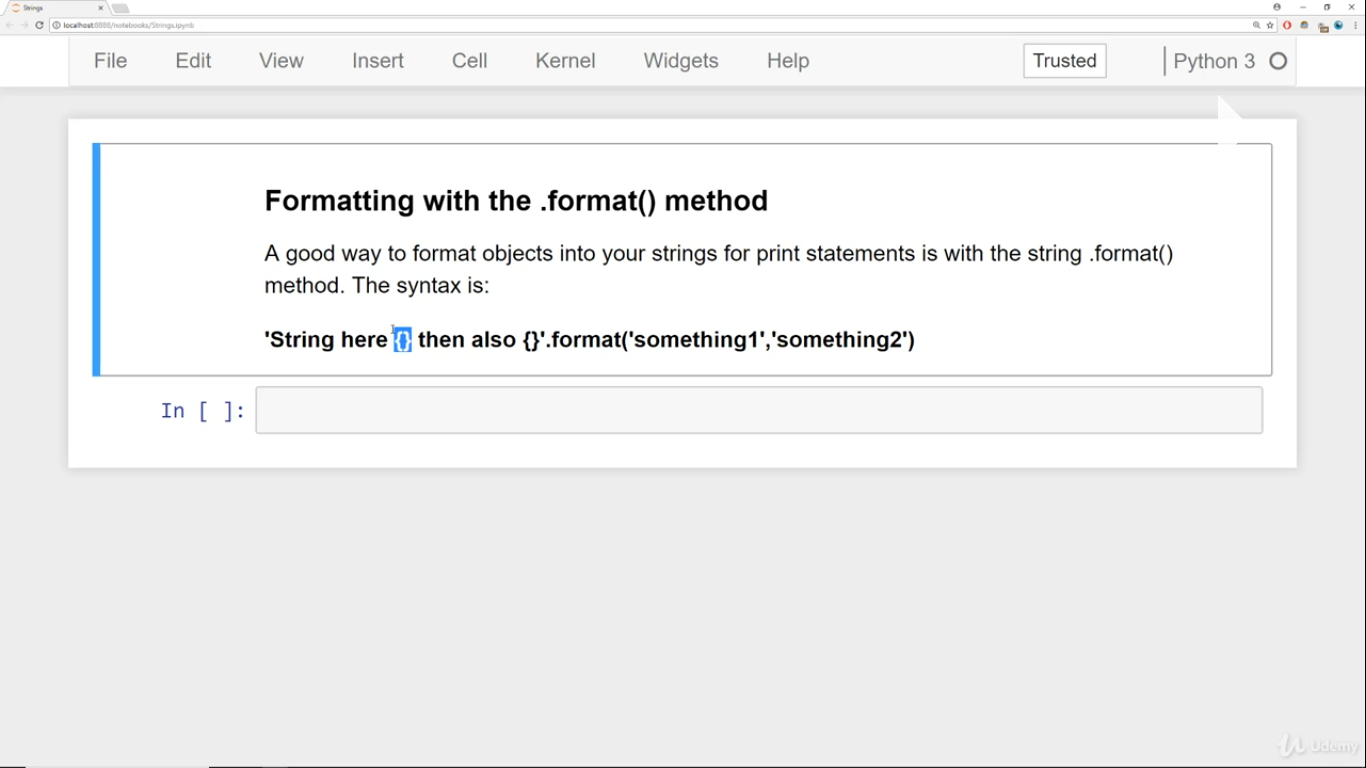 Strings
localhost:8888/notebooks/Strings.ipynb
File Edit View Insert Cell Kernel Widgets Help Trusted Python 3
Formatting with the .format() method
A good way to format objects into your strings for print statements is with the string .format()
method. The syntax is:
'String here {} then also {}'.format('something1','something2')
In [ ]:
Udemy